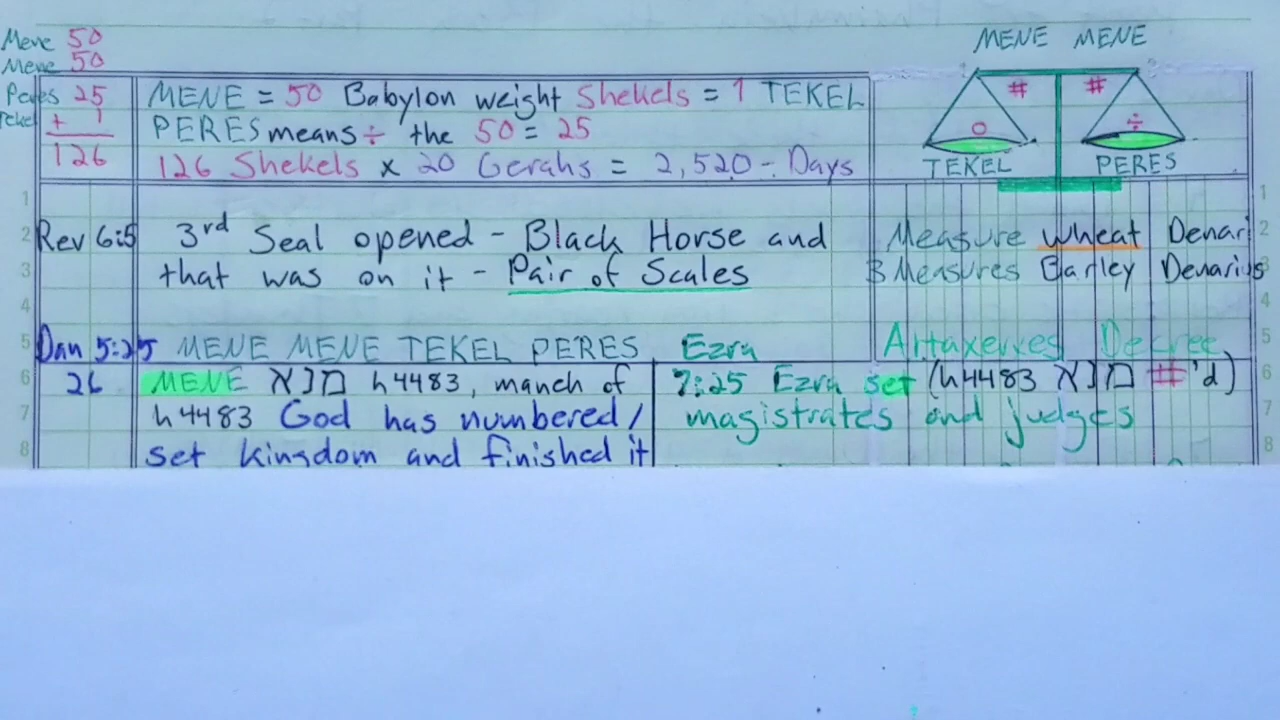 Mene 50
Mene 50
Peres 25
+ 1
126
MENE = 50 Babylon weight Shekels = 1 TEKEL
PERES means ÷ the 50 = 25
126 Shekels x 20 Gerahs = 2,520 - Days
MENE MENE
# #
÷
TEKEL PERES
1 1
2 Rev 6:5 3rd Seal opened - Black Horse and Measure wheat Denari 2
3 that was on it - Pair of Scales 3 Measures Barley Denarius 3
4 4
5 Dan 5:25 MENE MENE TEKEL PERES Ezra Artaxerxes Decree 5
6 26 MENE מנא h4483, maneh of 7:25 Ezra set (h4483 מנא #'d) 6
7 h4483 God has numbered/ magistrates and judges 7
8 set kingdom and finished it 8